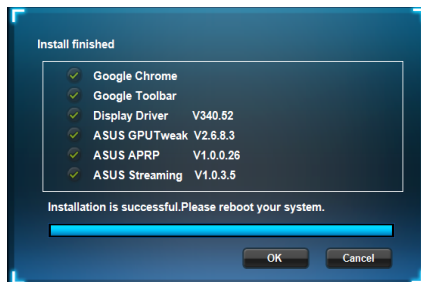 Install finished
Google Chrome
Google Toolbar
Display Driver V340.52
ASUS GPUTweak V2.6.8.3
ASUS APRP V1.0.0.26
ASUS Streaming V1.0.3.5
Installation is successful.Please reboot your system.
OK Cancel